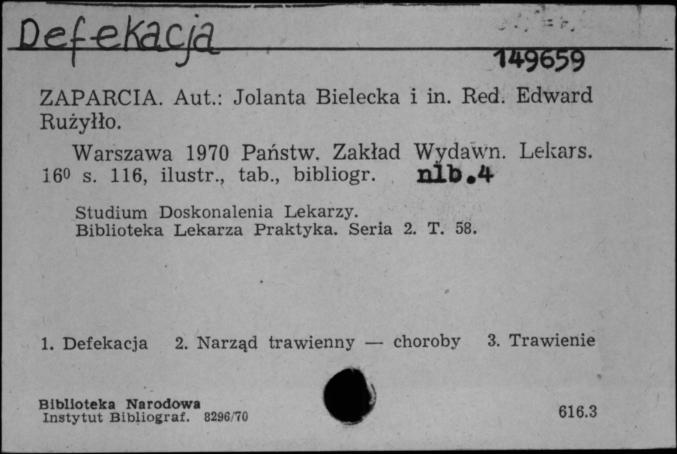 Defekacja
149659
ZAPARCIA. Aut.: Jolanta Bielecka i in. Red. Edward
Rużyłło.
Warszawa 1970 Państw. Zakład Wydawn. Lekars.
16⁰ s. 116, ilustr., tab., bibliogr. nlb.4
Studium Doskonalenia Lekarzy.
Biblioteka Lekarza Praktyka. Seria 2. T. 58.
1. Defekacja 2. Narząd trawienny — choroby 3. Trawienie
Biblioteka Narodowa
Instytut Bibliograf. 8296/70
616.3